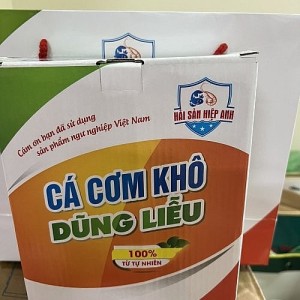 HẢI SẢN HIỆP ANH
Cảm ơn bạn đã sử dụng
sản phẩm ngư nghiệp Việt Nam
CÁ CƠM KHÔ
DŨNG LIỄU
100%
TỪ TỰ NHIÊN